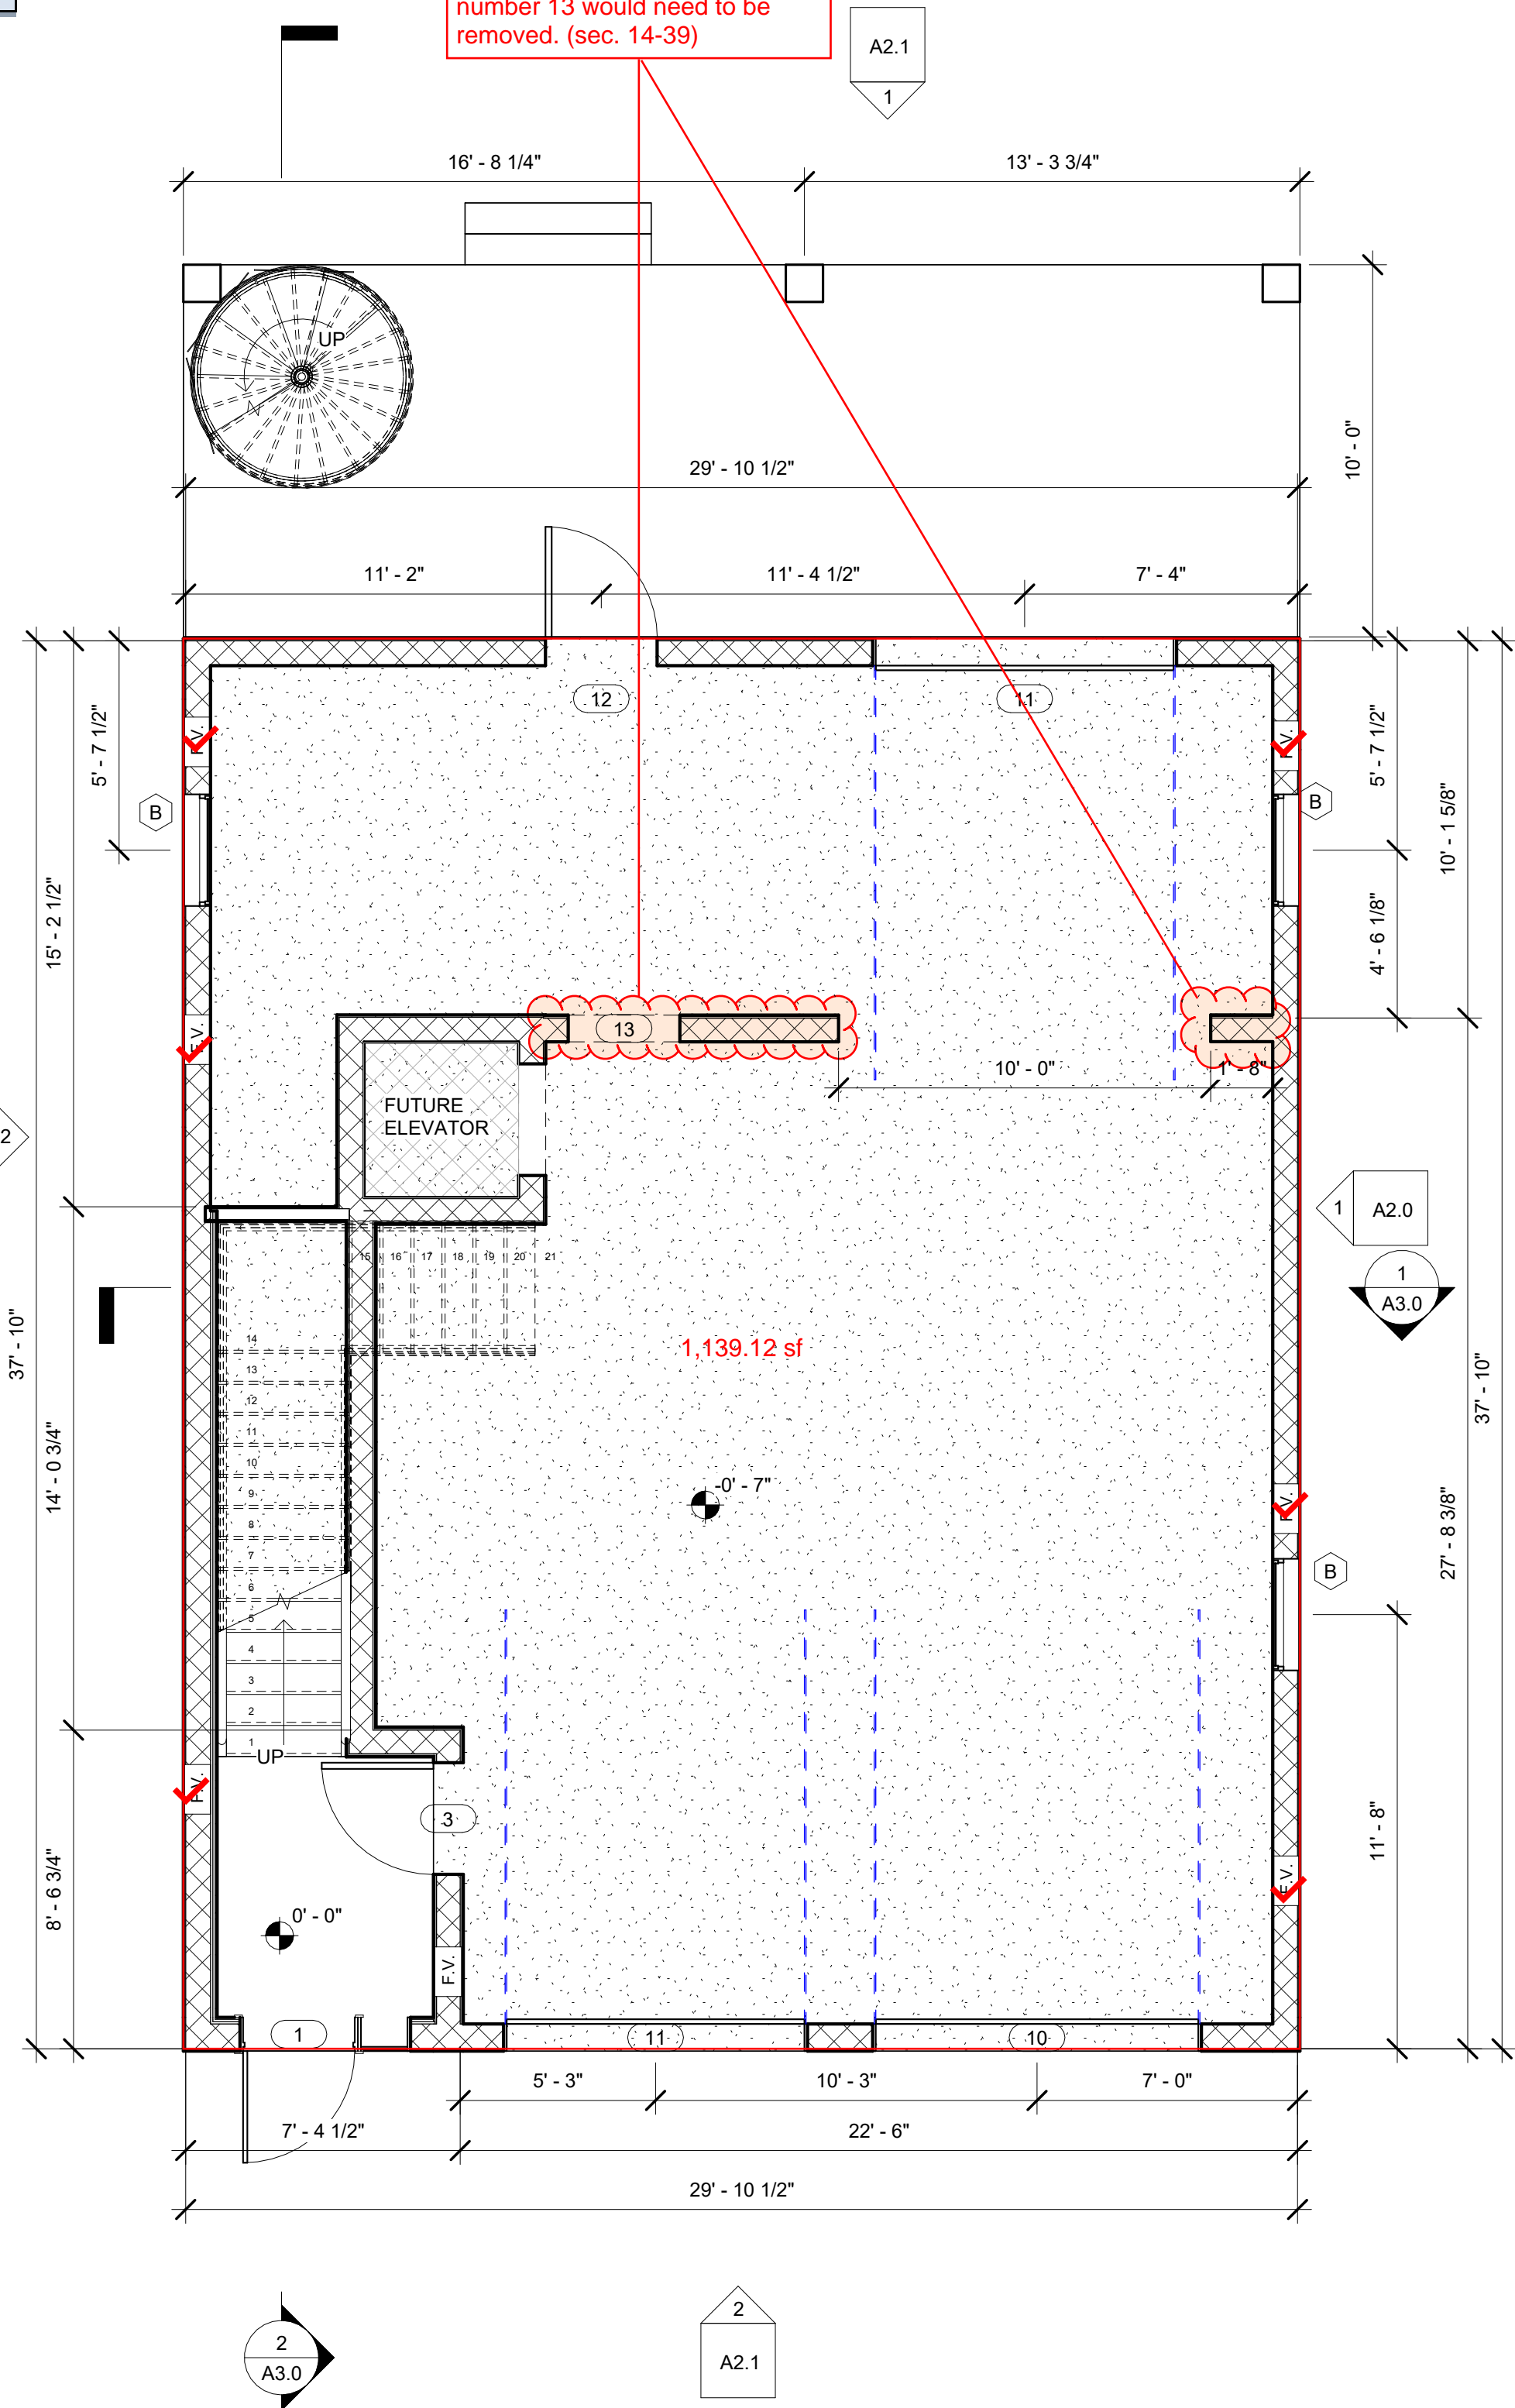 number 13 would need to be
removed. (sec. 14-39)
A2.1
1
16' - 8 1/4"
13' - 3 3/4"
UP
10' - 0"
29' - 10 1/2"
11' - 2"
11' - 4 1/2"
7' - 4"
12
11
F.V.
F.V.
5' - 7 1/2"
5' - 7 1/2"
B
B
10' - 1 5/8"
15' - 2 1/2"
4' - 6 1/8"
F.V.
13
10' - 0"
1' - 8"
FUTURE
ELEVATOR
2
1
A2.0
15
16
17
18
19
20
21
1
A3.0
14
13
12
11
10
9
8
7
6
5
4
3
2
1
UP
1,139.12 sf
37' - 10"
37' - 10"
14' - 0 3/4"
-0' - 7"
F.V.
27' - 8 3/8"
B
F.V.
3
11' - 8"
F.V.
8' - 6 3/4"
0' - 0"
F.V.
1
11
10
5' - 3"
10' - 3"
7' - 0"
7' - 4 1/2"
22' - 6"
29' - 10 1/2"
2
A3.0
2
A2.1